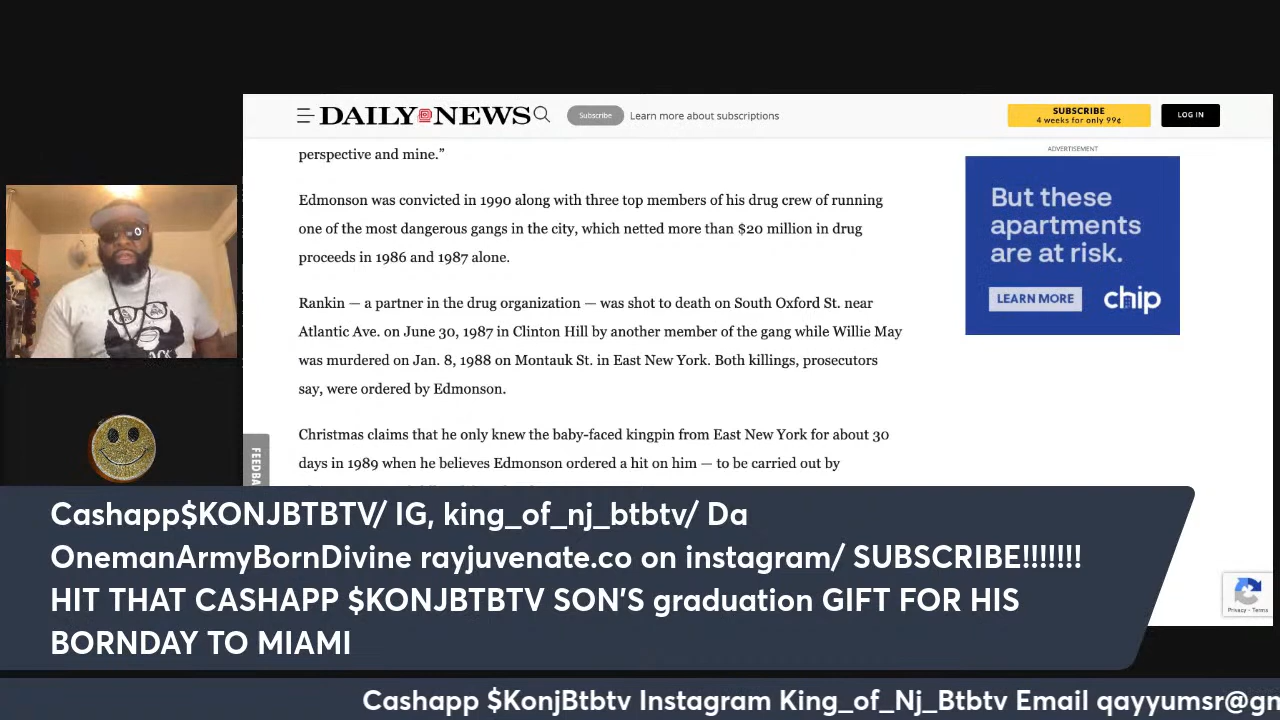 DAILY NEWS
Subscribe
Learn more about subscriptions
SUBSCRIBE
4 weeks for only 99¢
LOG IN
perspective and mine.”
Edmonson was convicted in 1990 along with three top members of his drug crew of running
one of the most dangerous gangs in the city, which netted more than $20 million in drug
proceeds in 1986 and 1987 alone.
Rankin — a partner in the drug organization — was shot to death on South Oxford St. near
Atlantic Ave. on June 30, 1987 in Clinton Hill by another member of the gang while Willie May
was murdered on Jan. 8, 1988 on Montauk St. in East New York. Both killings, prosecutors
say, were ordered by Edmonson.
Christmas claims that he only knew the baby-faced kingpin from East New York for about 30
days in 1989 when he believes Edmonson ordered a hit on him — to be carried out by
ADVERTISEMENT
But these
apartments
are at risk.
LEARN MORE
chip
FEEDBA
Privacy - Terms
Cashapp$KONJBTBTV/ IG, king_of_nj_btbtv/ Da
OnemanArmyBornDivine rayjuvenate.co on instagram/ SUBSCRIBE!!!!!!!
HIT THAT CASHAPP $KONJBTBTV SON'S graduation GIFT FOR HIS
BORNDAY TO MIAMI
Cashapp $KonjBtbtv Instagram King_of_Nj_Btbtv Email qayyumsr@gm